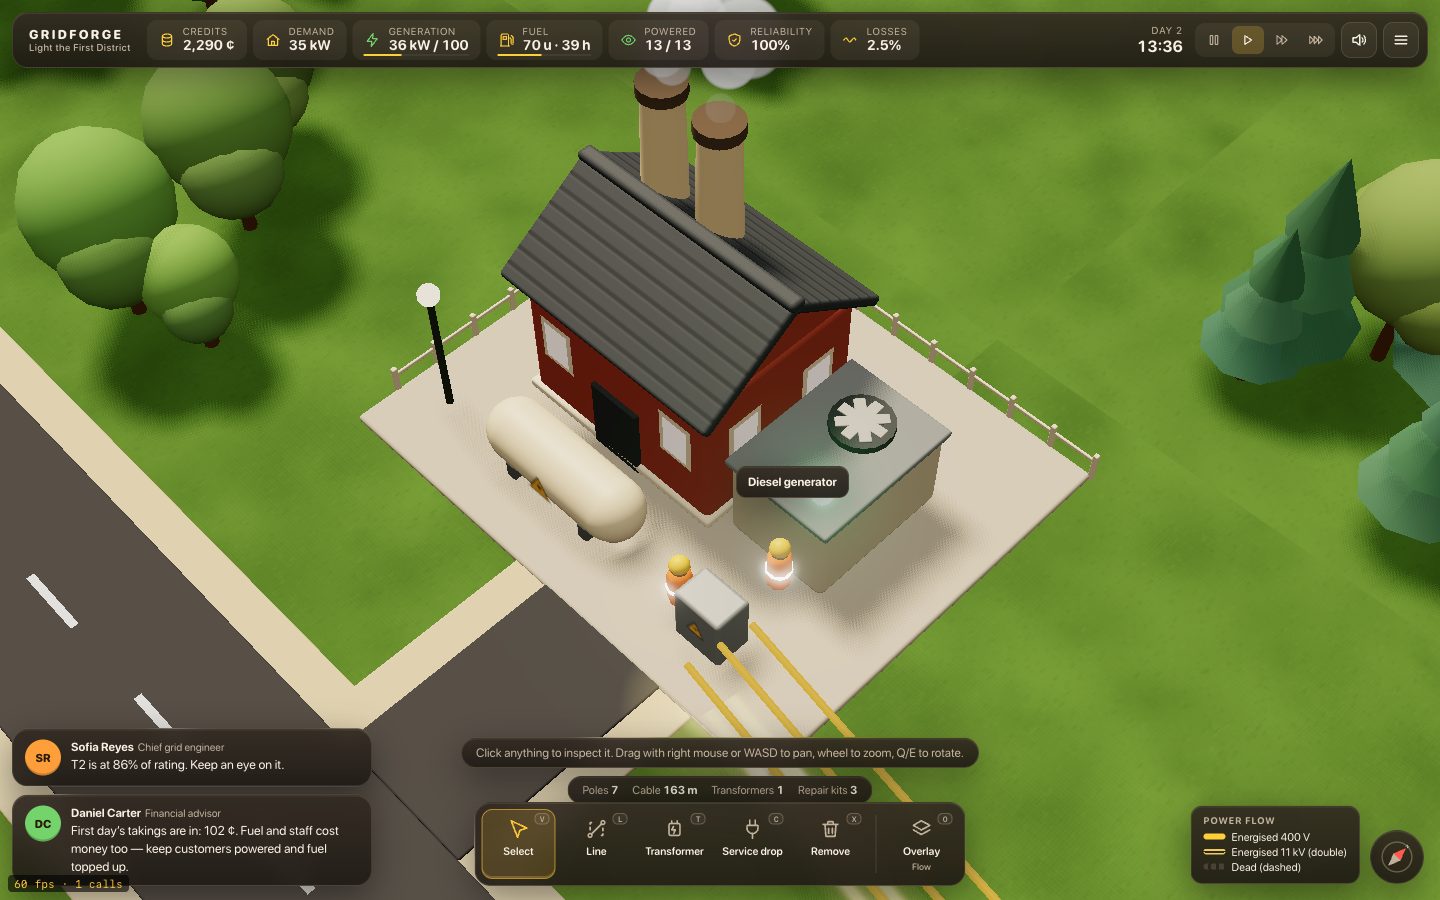 GRIDFORGE
Light the First District
CREDITS
2,290 ¢
DEMAND
35 kW
GENERATION
36 kW / 100
FUEL
70 u · 39 h
POWERED
13 / 13
RELIABILITY
100%
LOSSES
2.5%
DAY 2
13:36
Diesel generator
SR
Sofia Reyes Chief grid engineer
T2 is at 86% of rating. Keep an eye on it.
DC
Daniel Carter Financial advisor
First day's takings are in: 102 ¢. Fuel and staff cost
money too — keep customers powered and fuel
topped up.
60 fps · 1 calls
Click anything to inspect it. Drag with right mouse or WASD to pan, wheel to zoom, Q/E to rotate.
Poles 7 Cable 163 m Transformers 1 Repair kits 3
V
Select
L
Line
T
Transformer
C
Service drop
X
Remove
O
Overlay
Flow
POWER FLOW
Energised 400 V
Energised 11 kV (double)
Dead (dashed)